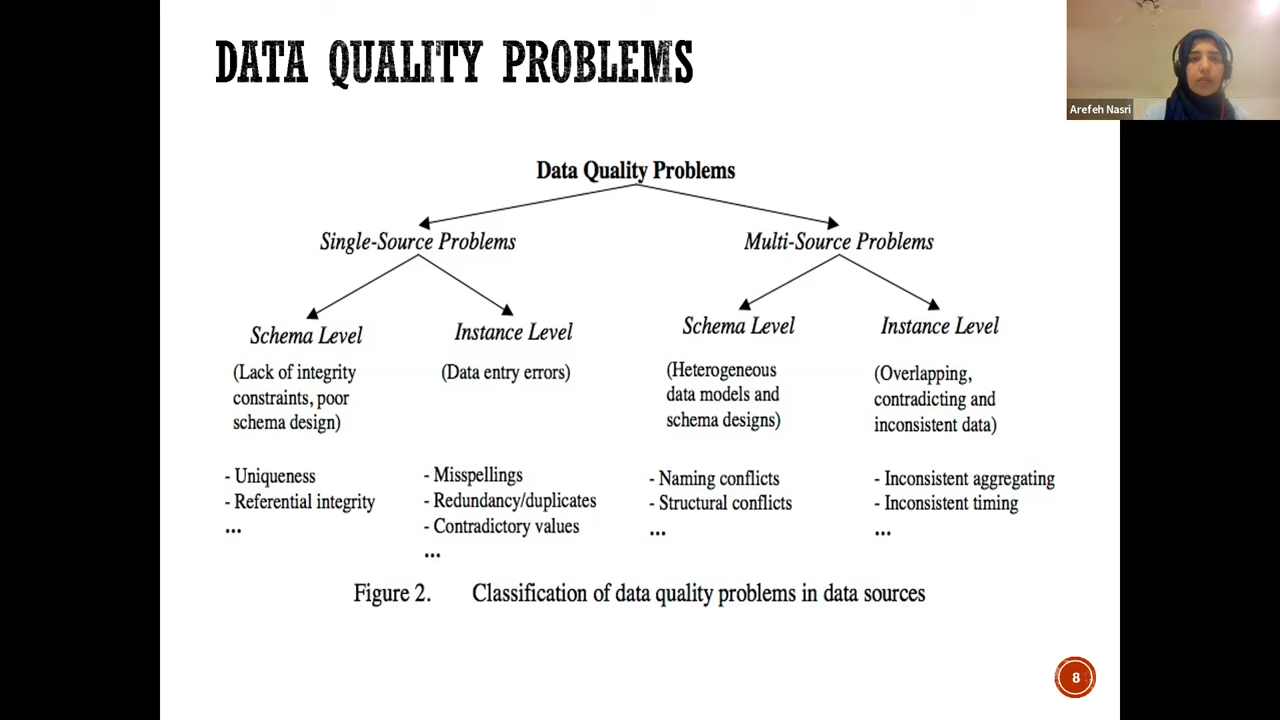 DATA QUALITY PROBLEMS
Arefeh Nasri
Data Quality Problems
Single-Source Problems
Multi-Source Problems
Schema Level
Instance Level
Schema Level
Instance Level
(Lack of integrity
constraints, poor
schema design)
(Data entry errors)
(Heterogeneous
data models and
schema designs)
(Overlapping,
contradicting and
inconsistent data)
- Uniqueness
- Referential integrity
...
- Misspellings
- Redundancy/duplicates
- Contradictory values
...
- Naming conflicts
- Structural conflicts
...
- Inconsistent aggregating
- Inconsistent timing
...
Figure 2. Classification of data quality problems in data sources
8